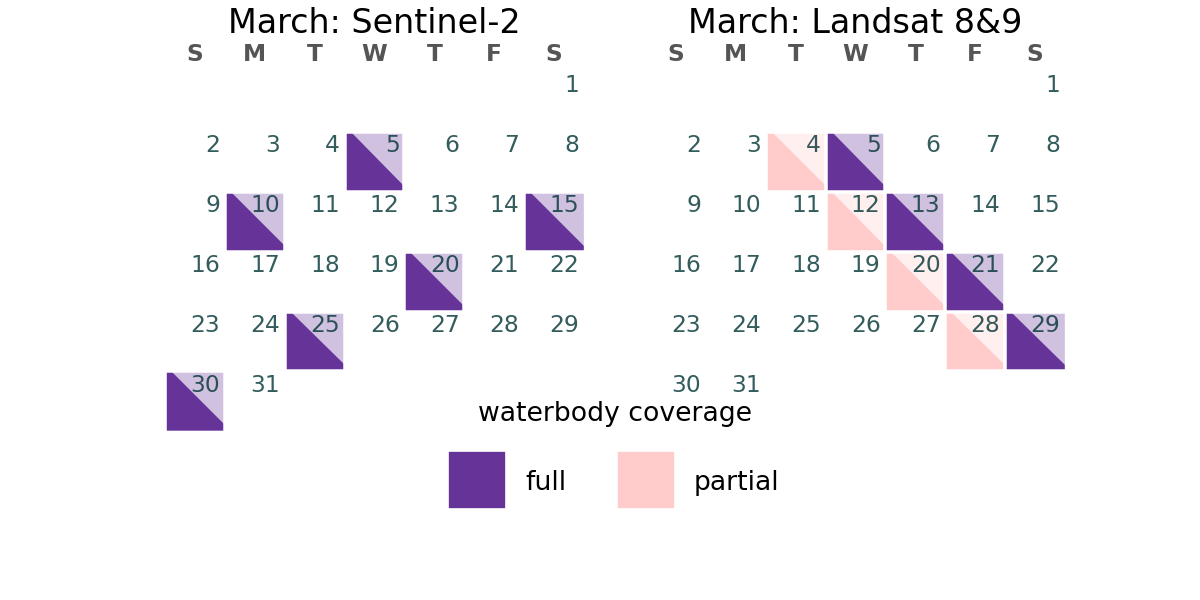 March: Sentinel-2
S M T W T F S
1
2 3 4 5 6 7 8
9 10 11 12 13 14 15
16 17 18 19 20 21 22
23 24 25 26 27 28 29
30 31
March: Landsat 8&9
S M T W T F S
1
2 3 4 5 6 7 8
9 10 11 12 13 14 15
16 17 18 19 20 21 22
23 24 25 26 27 28 29
30 31
waterbody coverage
full partial